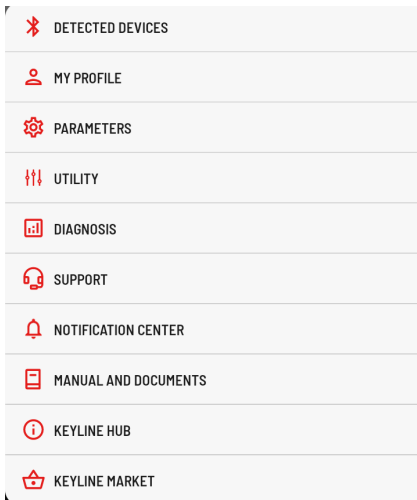 DETECTED DEVICES
MY PROFILE
PARAMETERS
UTILITY
DIAGNOSIS
SUPPORT
NOTIFICATION CENTER
MANUAL AND DOCUMENTS
KEYLINE HUB
KEYLINE MARKET